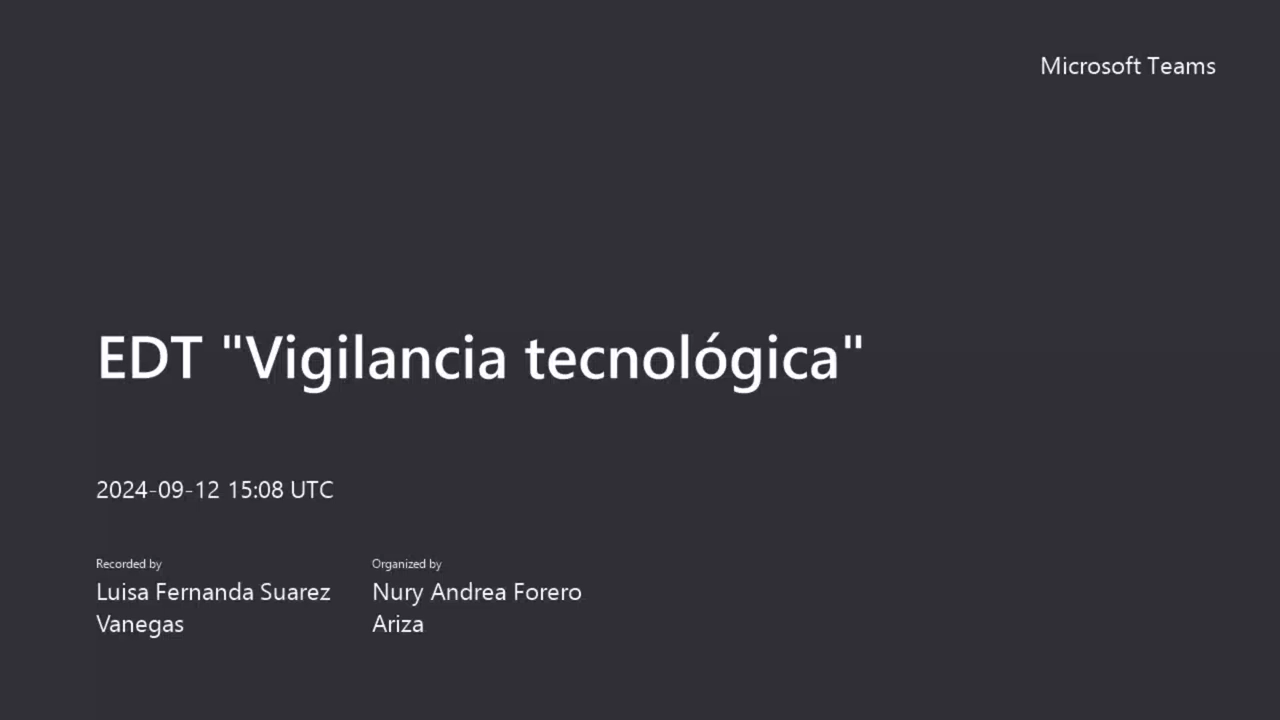 Microsoft Teams
EDT "Vigilancia tecnológica"
2024-09-12 15:08 UTC
Recorded by
Luisa Fernanda Suarez
Vanegas
Organized by
Nury Andrea Forero
Ariza